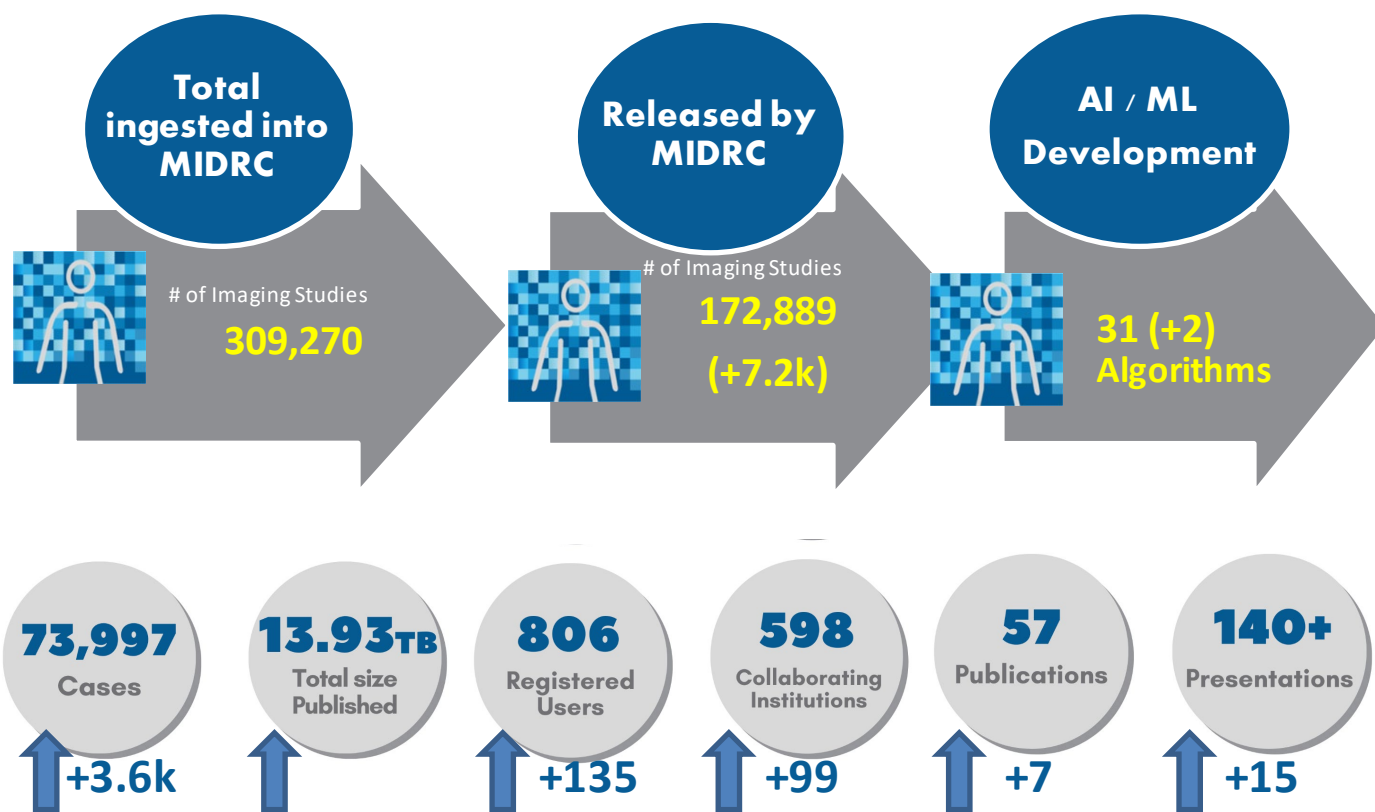 Total
ingested into
MIDRC
# of Imaging Studies
309,270
Released by
MIDRC
# of Imaging Studies
172,889
(+7.2k)
AI / ML
Development
31 (+2)
Algorithms
73,997
Cases
+3.6k
13.93TB
Total size
Published
806
Registered
Users
+135
598
Collaborating
Institutions
+99
57
Publications
+7
140+
Presentations
+15